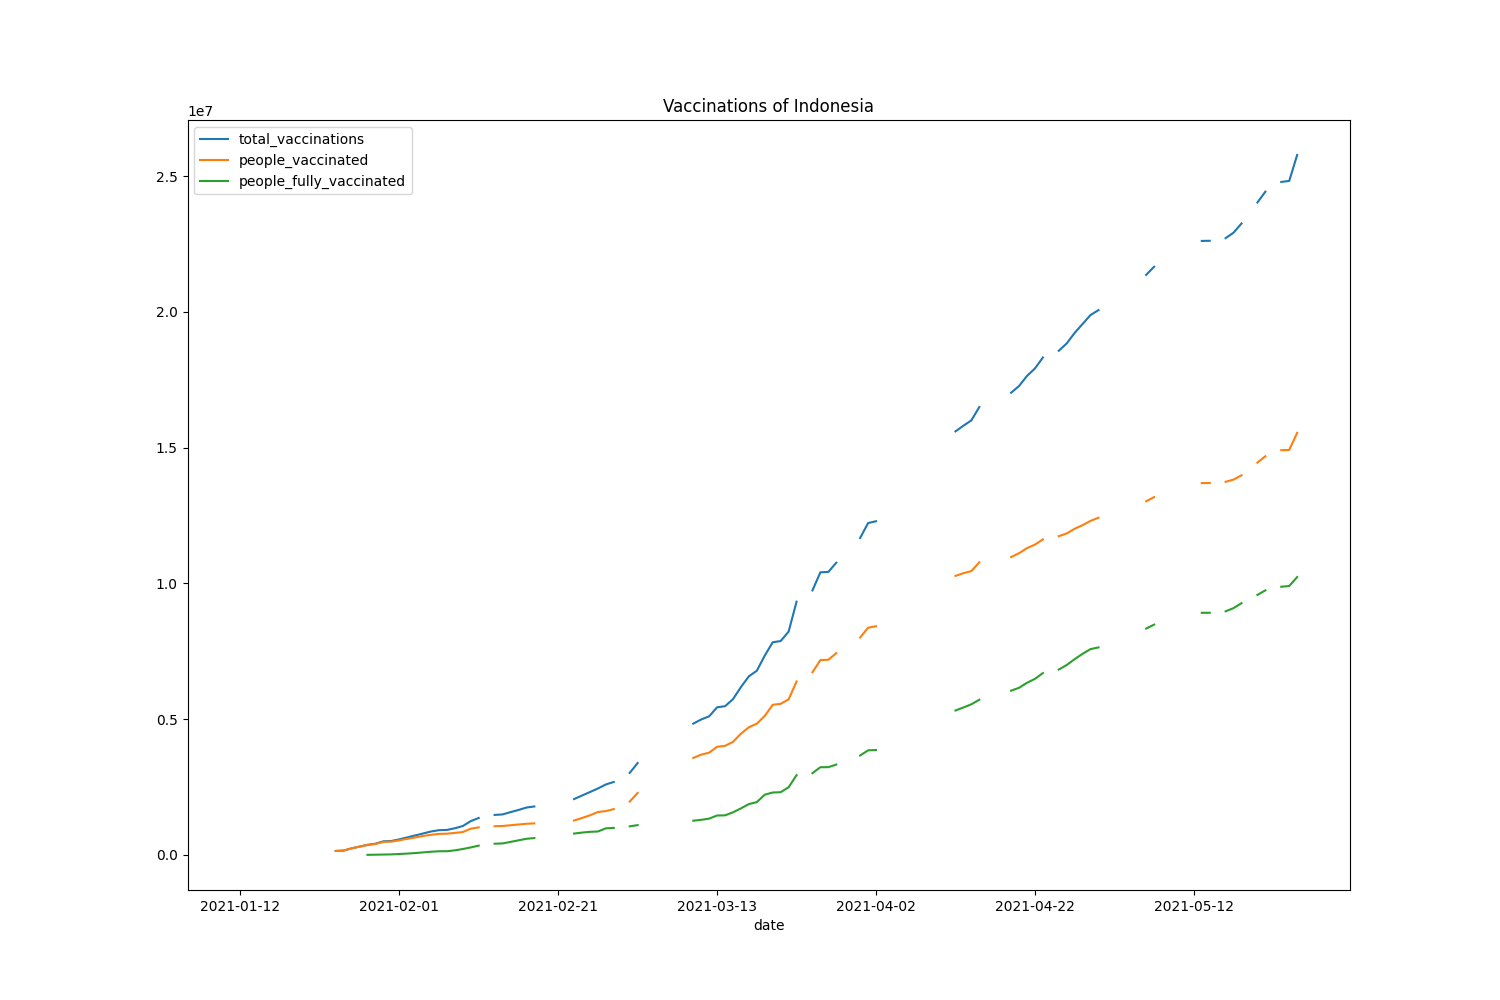 Vaccinations of Indonesia
1e7
total_vaccinations
people_vaccinated
people_fully_vaccinated
2.5
2.0
1.5
1.0
0.5
0.0
2021-01-12 2021-02-01 2021-02-21 2021-03-13 2021-04-02 2021-04-22 2021-05-12
date